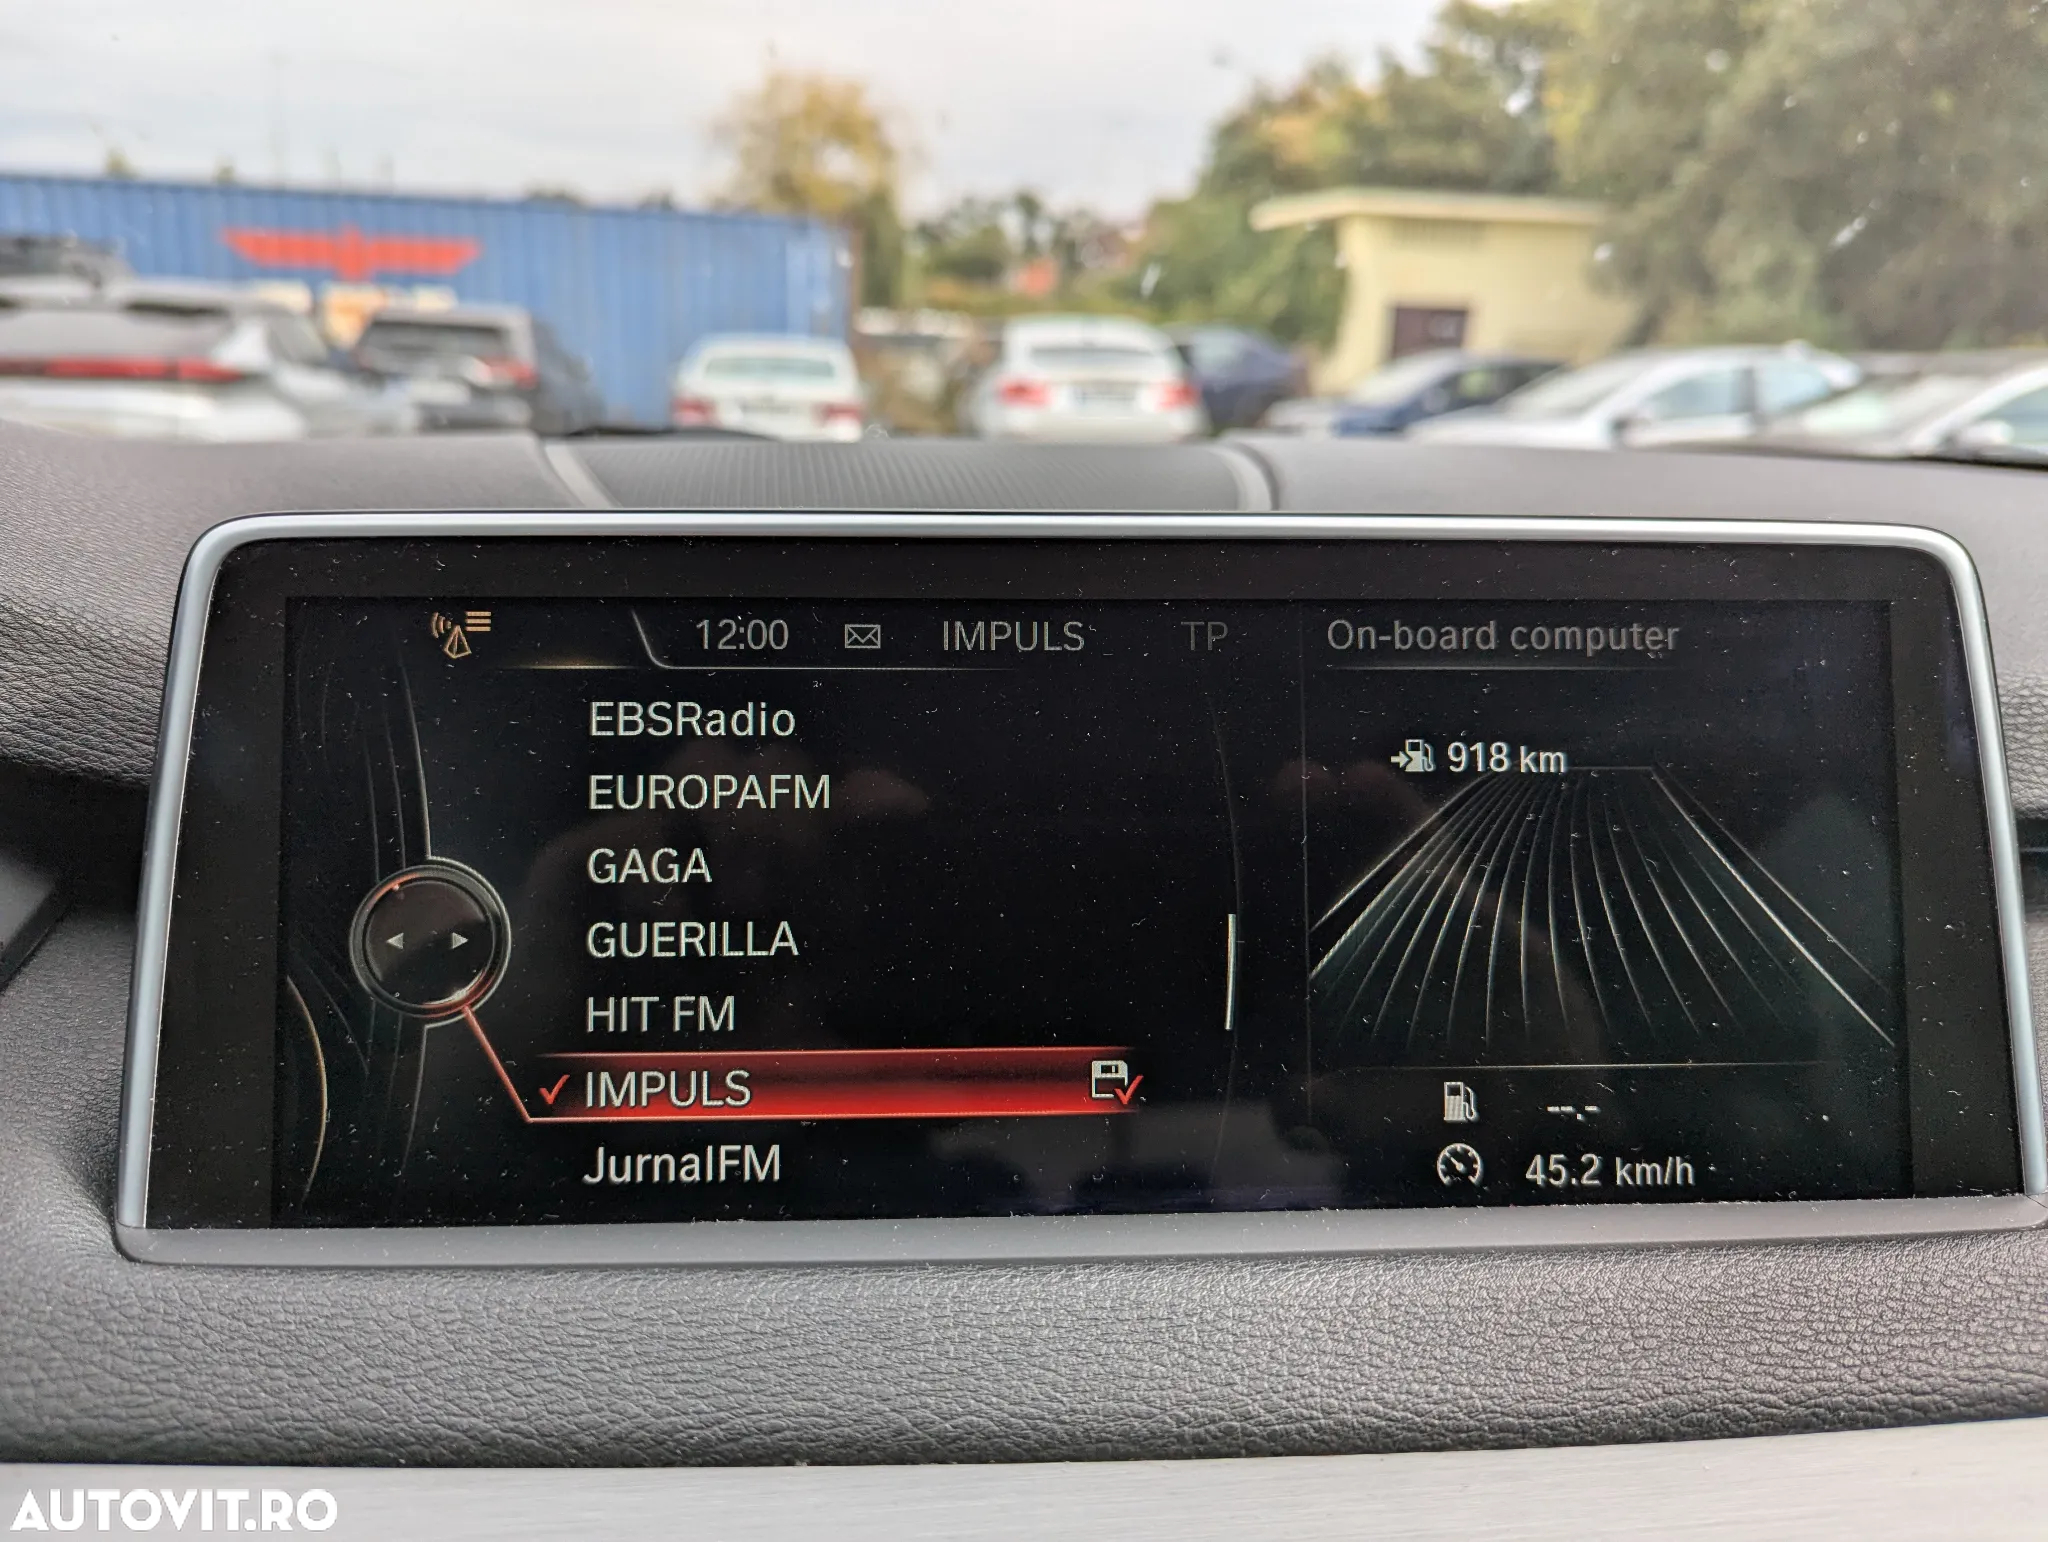 12:00 IMPULS TP On-board computer
EBSRadio
EUROPAFM
GAGA
GUERILLA
HIT FM
IMPULS
JurnalFM
918 km
--.-
45.2 km/h
AUTOVIT.RO